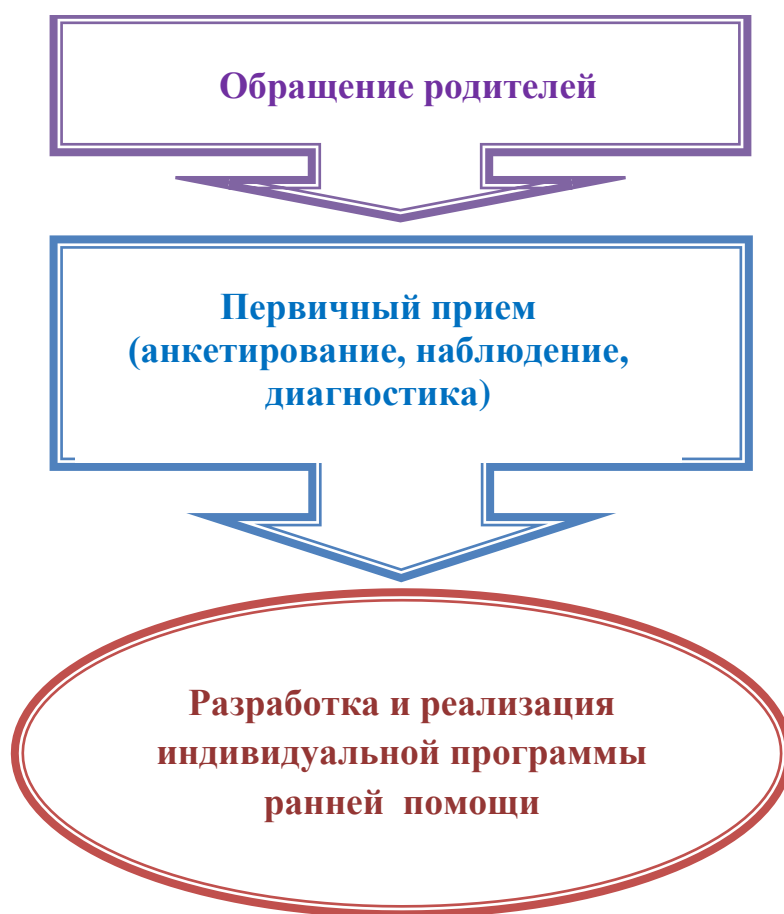 Обращение родителей
Первичный прием
(анкетирование, наблюдение,
диагностика)
Разработка и реализация
индивидуальной программы
ранней помощи